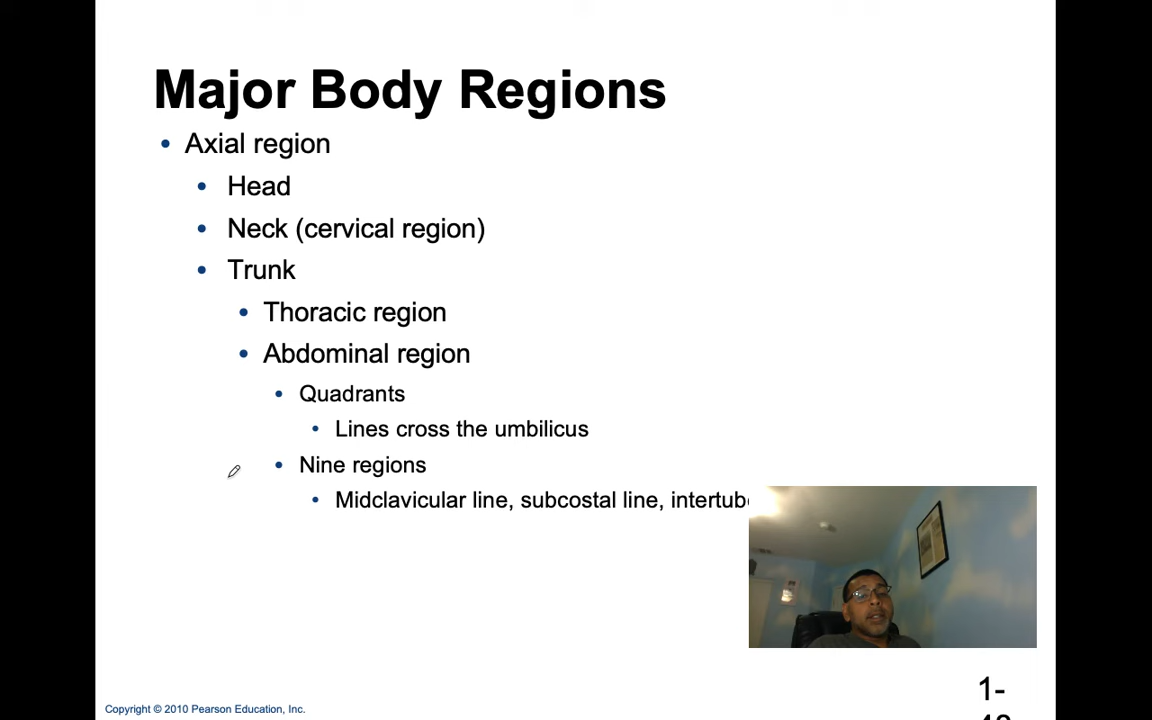 Major Body Regions
• Axial region
• Head
• Neck (cervical region)
• Trunk
• Thoracic region
• Abdominal region
• Quadrants
• Lines cross the umbilicus
• Nine regions
• Midclavicular line, subcostal line,
1-
Copyright © 2010 Pearson Education, Inc.